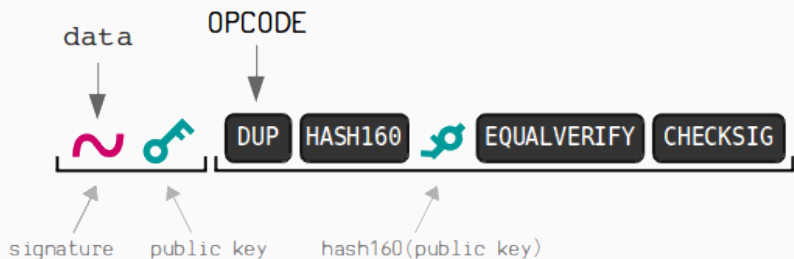 OPCODE
data
DUP HASH160 EQUALVERIFY CHECKSIG
signature public key hash160(public key)